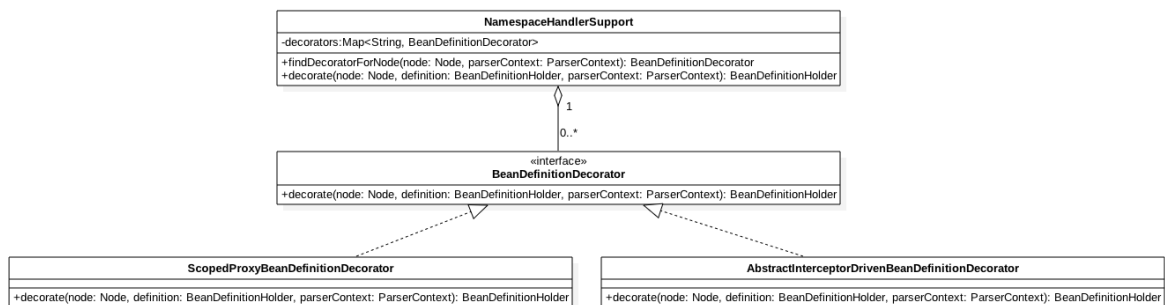 NamespaceHandlerSupport
-decorators:Map<String, BeanDefinitionDecorator>
+findDecoratorForNode(node: Node, parserContext: ParserContext): BeanDefinitionDecorator
+decorate(node: Node, definition: BeanDefinitionHolder, parserContext: ParserContext): BeanDefinitionHolder
1
0..*
«interface»
BeanDefinitionDecorator
+decorate(node: Node, definition: BeanDefinitionHolder, parserContext: ParserContext): BeanDefinitionHolder
ScopedProxyBeanDefinitionDecorator
+decorate(node: Node, definition: BeanDefinitionHolder, parserContext: ParserContext): BeanDefinitionHolder
AbstractInterceptorDrivenBeanDefinitionDecorator
+decorate(node: Node, definition: BeanDefinitionHolder, parserContext: ParserContext): BeanDefinitionHolder